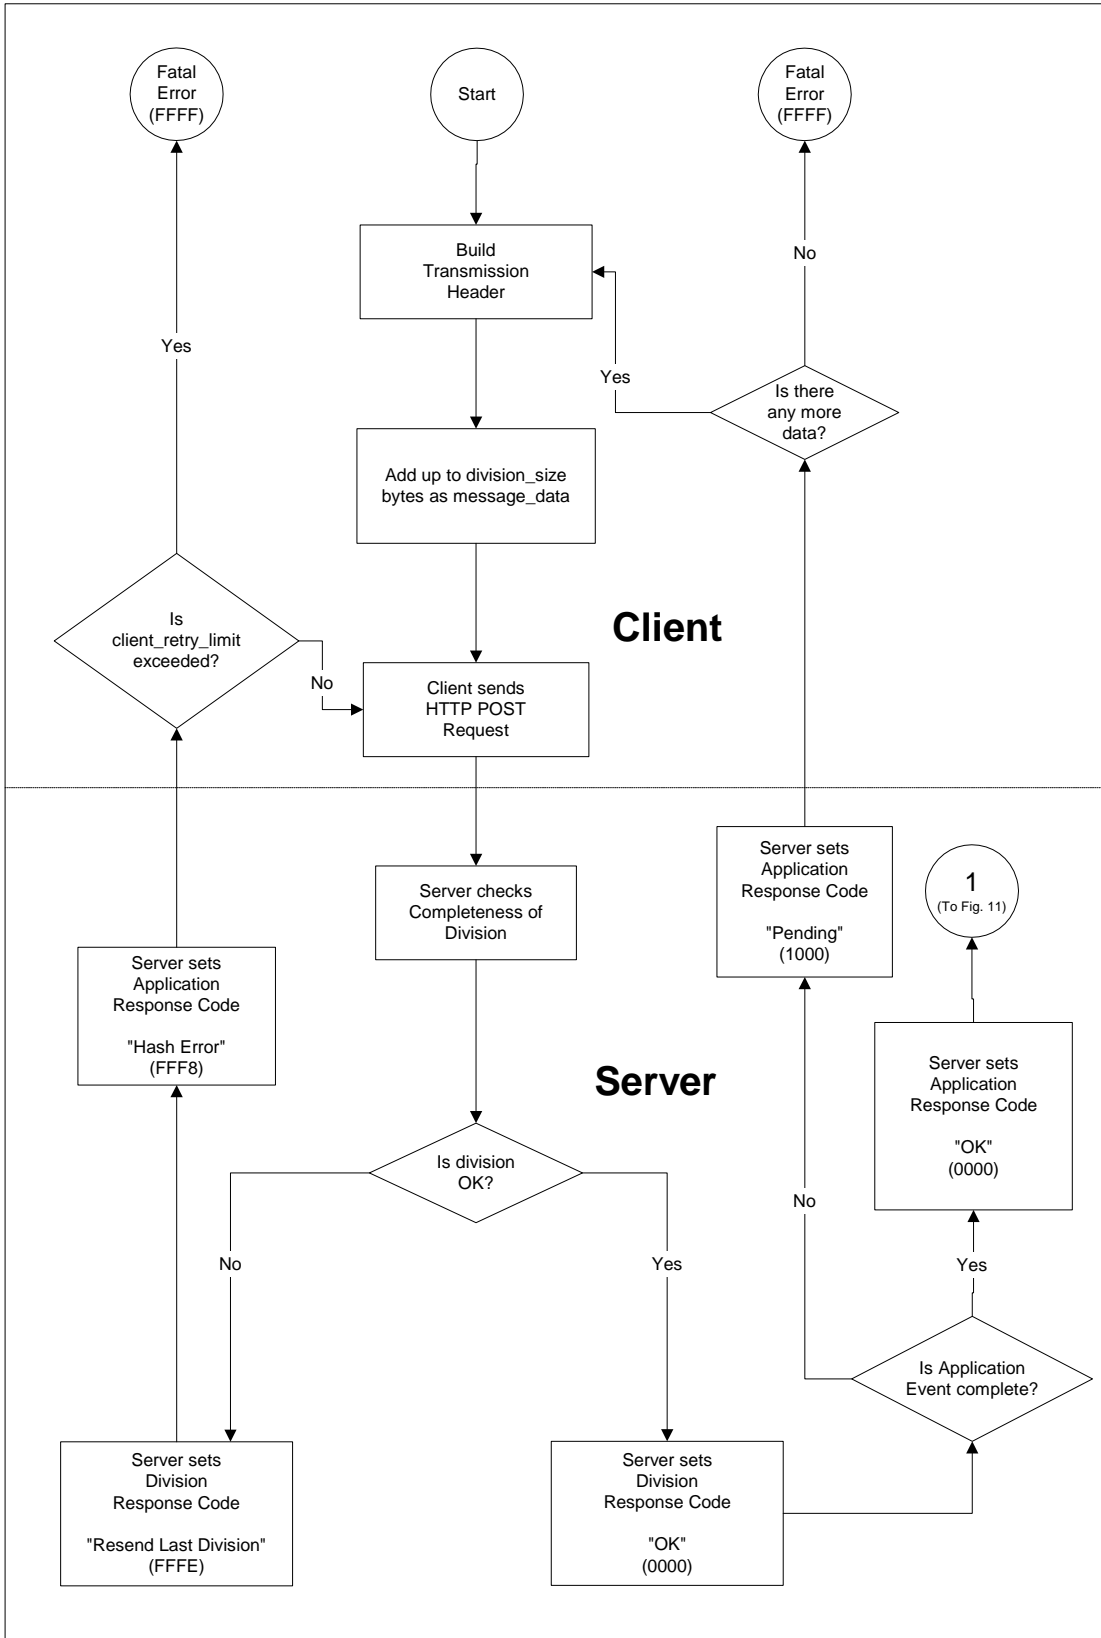 Fatal
Error
(FFFF)
Start
Fatal
Error
(FFFF)
Build
Transmission
Header
No
Yes
Yes
Is there
any more
data?
Add up to division_size
bytes as message_data
Is
client_retry_limit
exceeded?
Client
No
Client sends
HTTP POST
Request
Server sets
Application
Response Code
"Pending"
(1000)
1
(To Fig. 11)
Server checks
Completeness of
Division
Server sets
Application
Response Code
"Hash Error"
(FFF8)
Server
Server sets
Application
Response Code
"OK"
(0000)
Is division
OK?
No
No
Yes
Yes
Is Application
Event complete?
Server sets
Division
Response Code
"Resend Last Division"
(FFFE)
Server sets
Division
Response Code
"OK"
(0000)